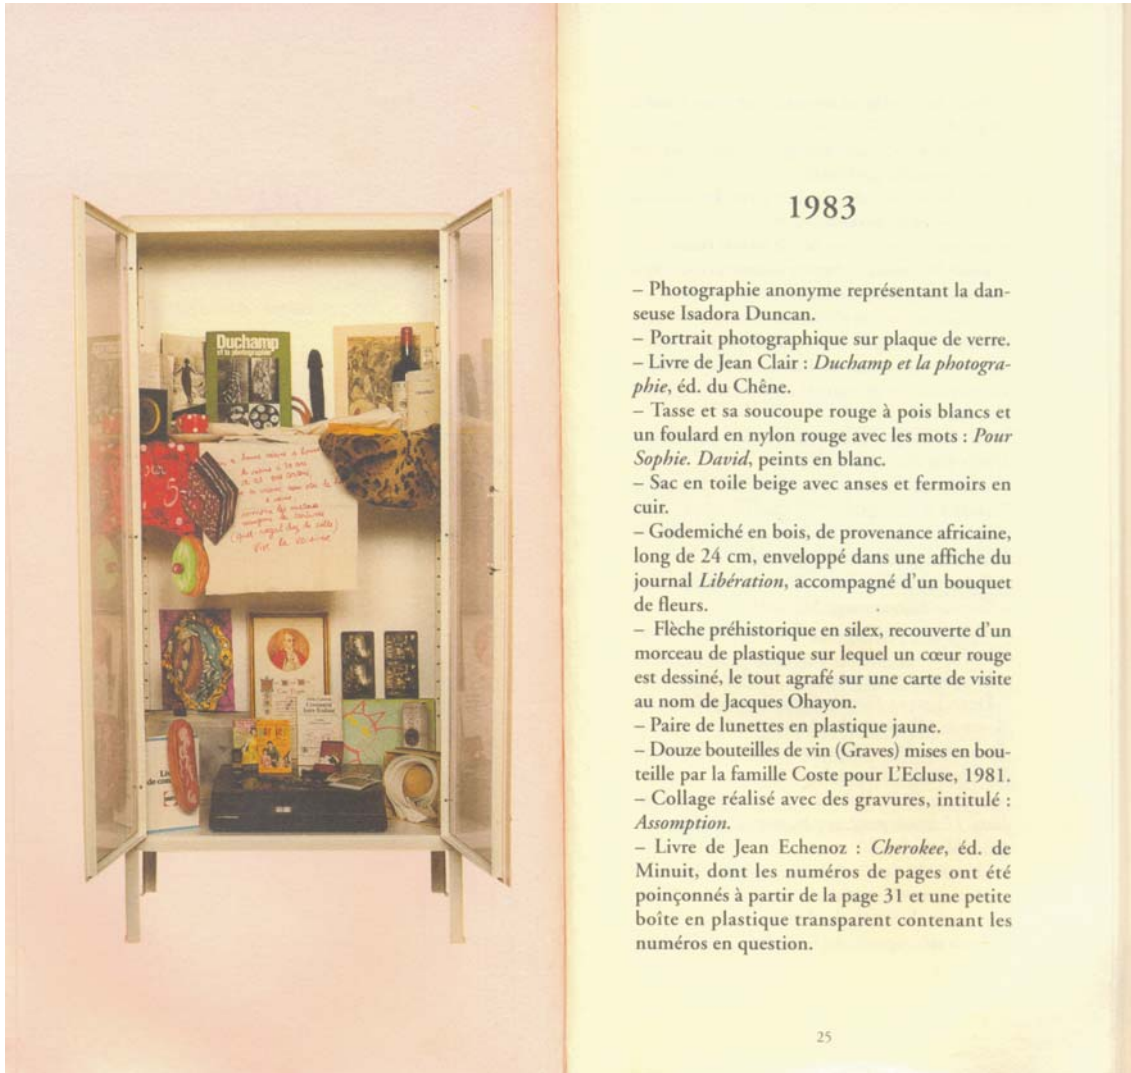 Duchamp
et la photographie
1983
– Photographie anonyme représentant la dan-
seuse Isadora Duncan.
– Portrait photographique sur plaque de verre.
– Livre de Jean Clair : Duchamp et la photogra-
phie, éd. du Chêne.
– Tasse et sa soucoupe rouge à pois blancs et
un foulard en nylon rouge avec les mots : Pour
Sophie. David, peints en blanc.
– Sac en toile beige avec anses et fermoirs en
cuir.
– Godemiché en bois, de provenance africaine,
long de 24 cm, enveloppé dans une affiche du
journal Libération, accompagné d'un bouquet
de fleurs.
– Flèche préhistorique en silex, recouverte d'un
morceau de plastique sur lequel un cœur rouge
est dessiné, le tout agrafé sur une carte de visite
au nom de Jacques Ohayon.
– Paire de lunettes en plastique jaune.
– Douze bouteilles de vin (Graves) mises en bou-
teille par la famille Coste pour L'Ecluse, 1981.
– Collage réalisé avec des gravures, intitulé :
Assomption.
– Livre de Jean Echenoz : Cherokee, éd. de
Minuit, dont les numéros de pages ont été
poinçonnés à partir de la page 31 et une petite
boîte en plastique transparent contenant les
numéros en question.
25